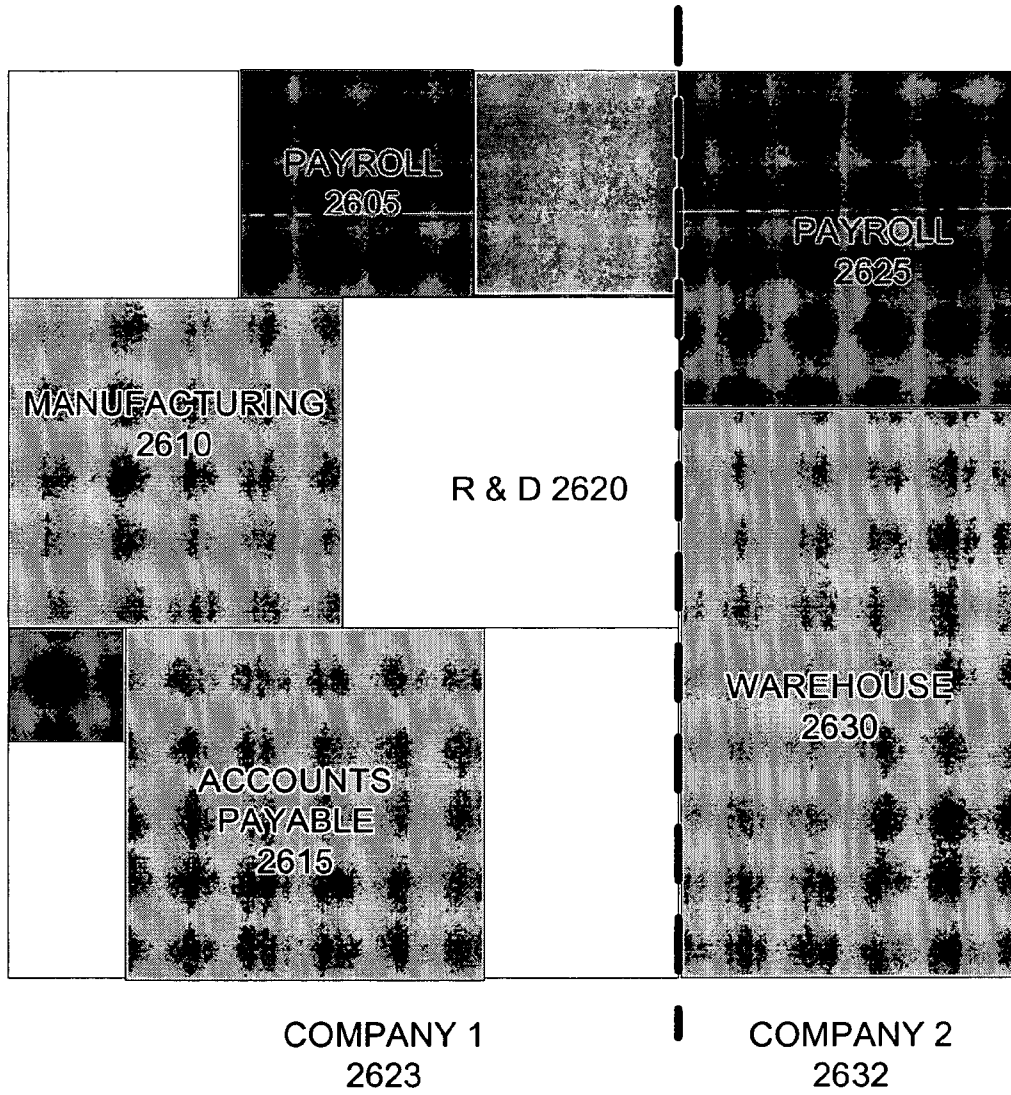 PAYROLL
2605
PAYROLL
2625
MANUFACTURING
2610
R & D 2620
WAREHOUSE
2630
ACCOUNTS
PAYABLE
2615
COMPANY 1
2623
COMPANY 2
2632